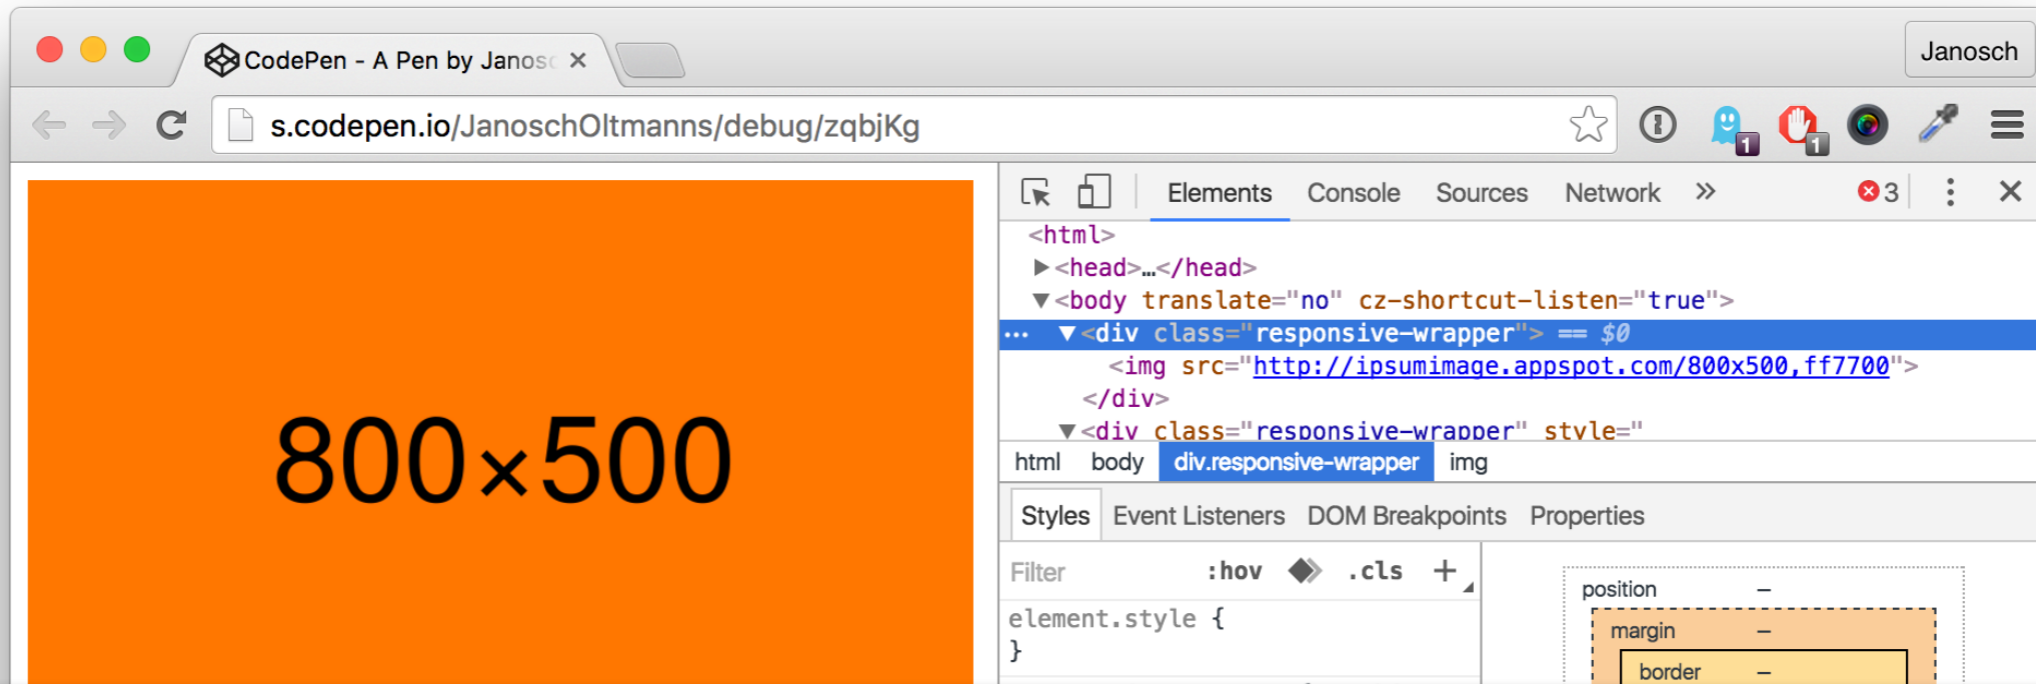 CodePen - A Pen by Janosc
Janosch
s.codepen.io/JanoschOltmanns/debug/zqbjKg
1
1
800×500
Elements Console Sources Network » 3
<html>
<head>…</head>
<body translate="no" cz-shortcut-listen="true">
… <div class="responsive-wrapper"> == $0
<img src="http://ipsumimage.appspot.com/800x500,ff7700">
</div>
<div class="responsive-wrapper" style="
html body div.responsive-wrapper img
Styles Event Listeners DOM Breakpoints Properties
Filter :hov .cls +
element.style {
}
position –
margin –
border –